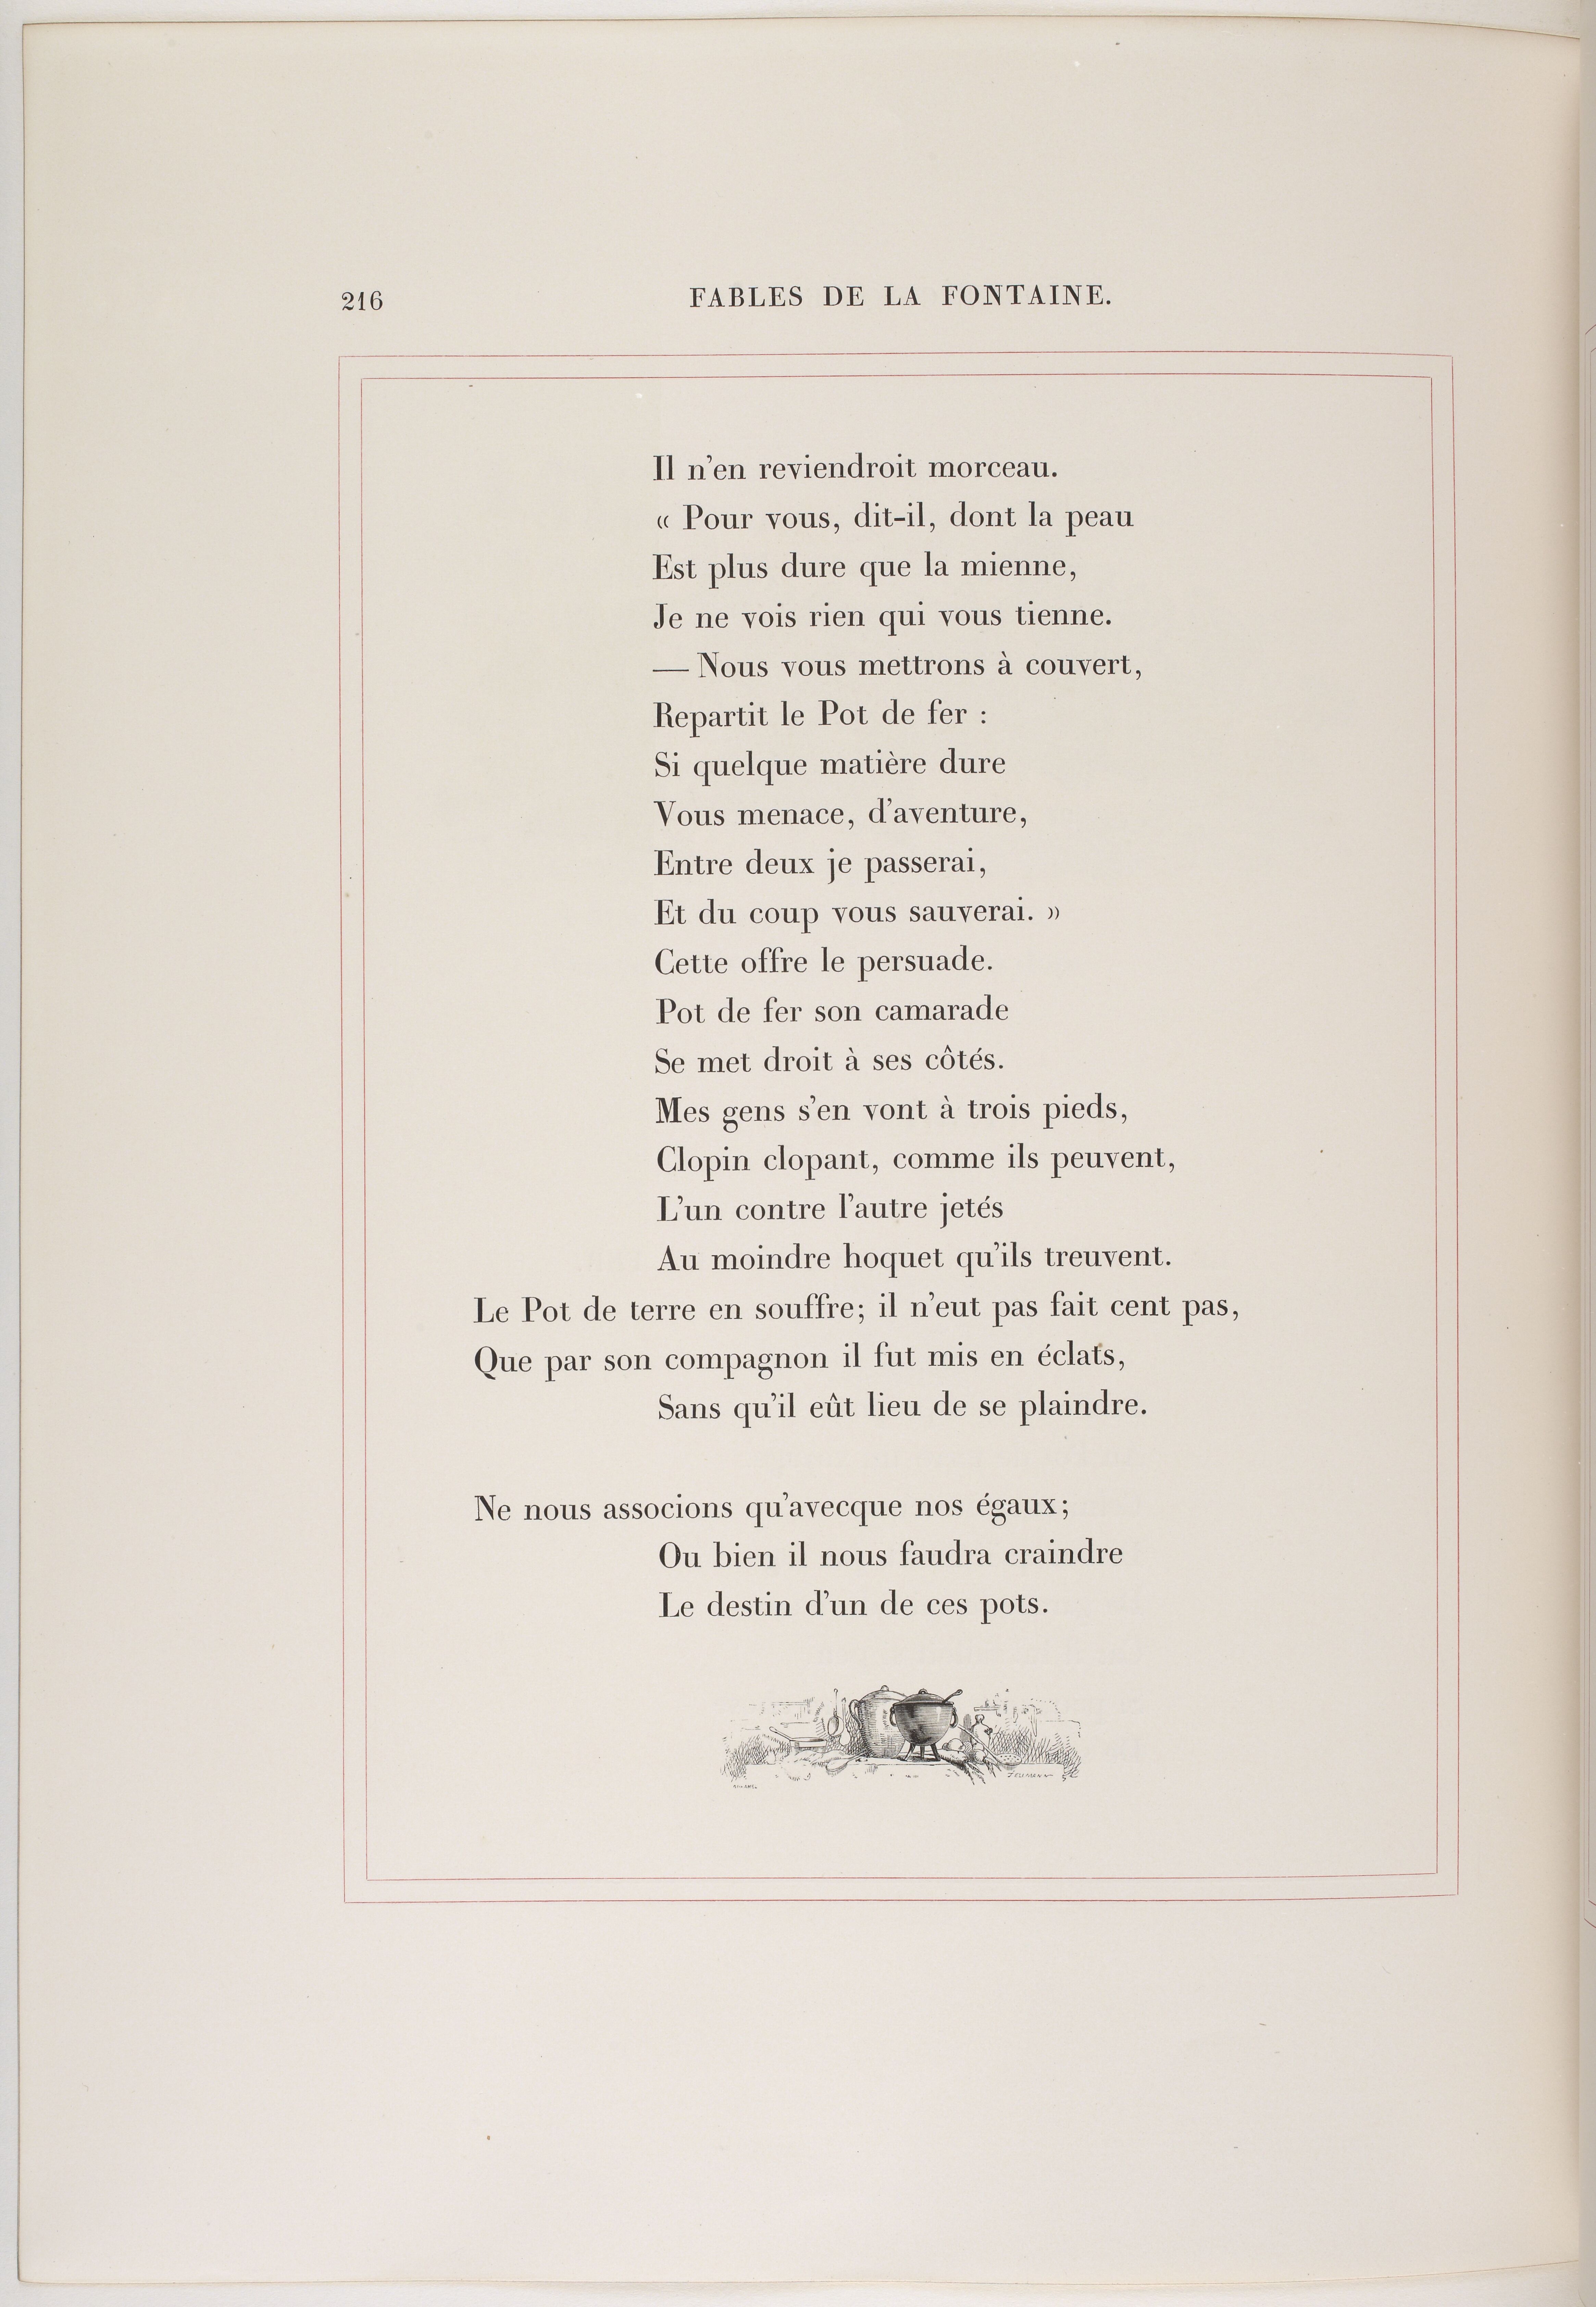 216
FABLES DE LA FONTAINE.
Il n'en reviendroit morceau.
« Pour vous, dit-il, dont la peau
Est plus dure que la mienne,
Je ne vois rien qui vous tienne.
— Nous vous mettrons à couvert,
Repartit le Pot de fer :
Si quelque matière dure
Vous menace, d'aventure,
Entre deux je passerai,
Et du coup vous sauverai. »
Cette offre le persuade.
Pot de fer son camarade
Se met droit à ses côtés.
Mes gens s'en vont à trois pieds,
Clopin clopant, comme ils peuvent,
L'un contre l'autre jetés
Au moindre hoquet qu'ils treuvent.
Le Pot de terre en souffre; il n'eut pas fait cent pas,
Que par son compagnon il fut mis en éclats,
Sans qu'il eût lieu de se plaindre.
Ne nous associons qu'avecque nos égaux;
Ou bien il nous faudra craindre
Le destin d'un de ces pots.